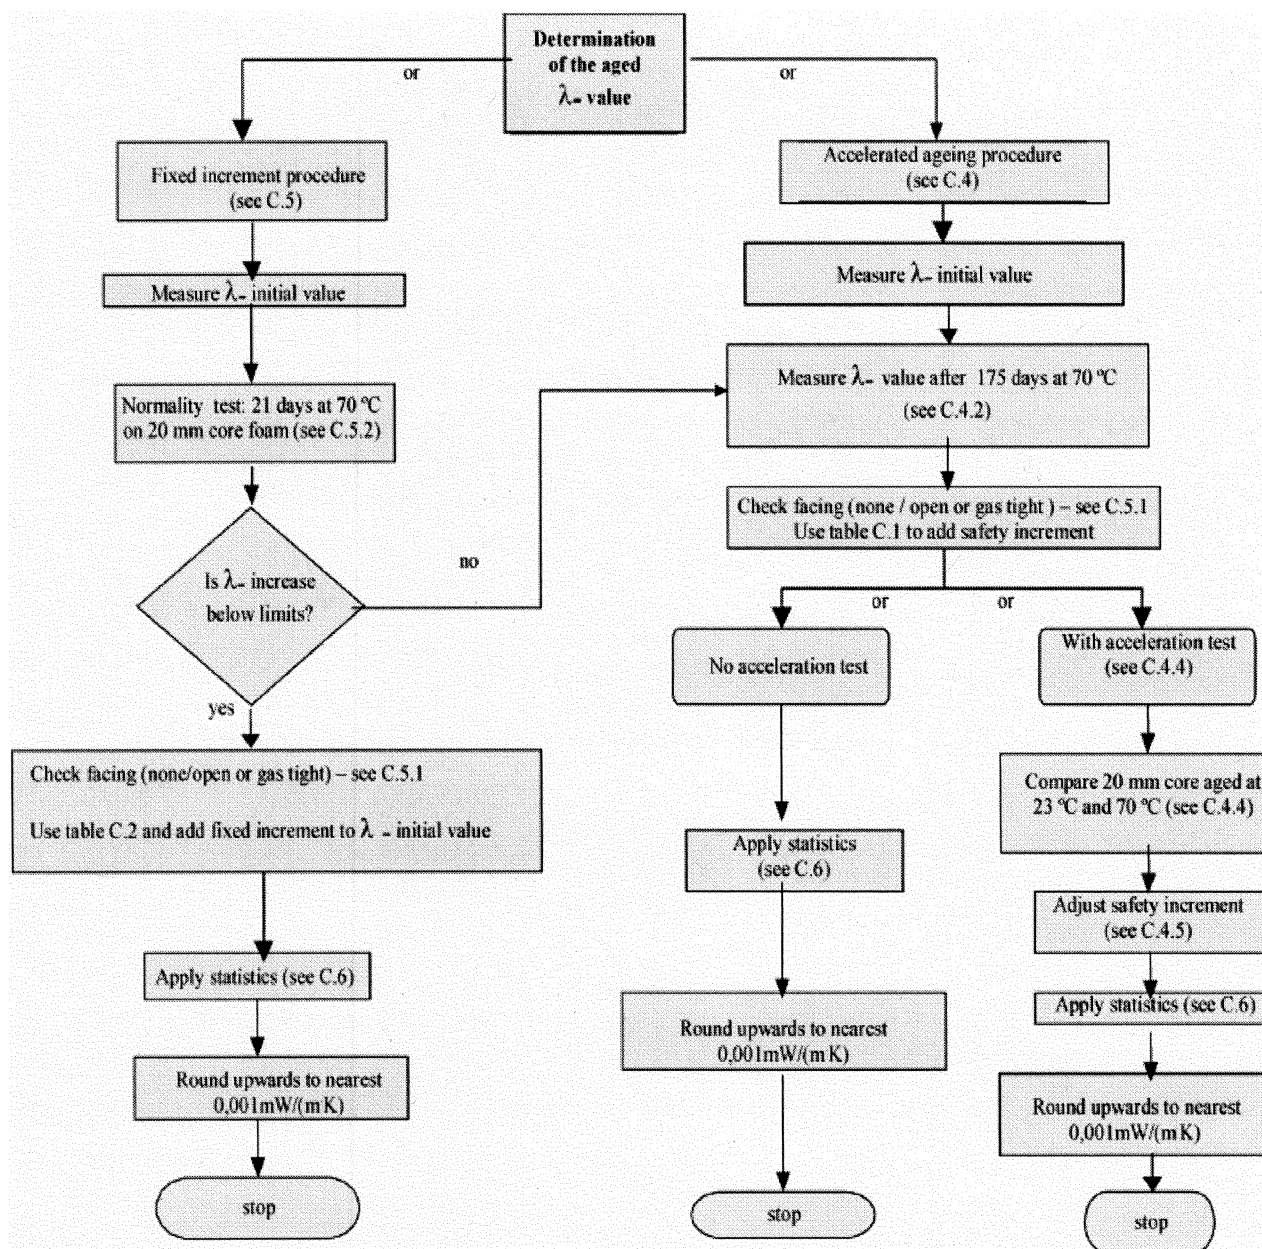 Determination
of the aged
λ- value
or
or
Fixed increment procedure
(see C.5)
Accelerated ageing procedure
(see C.4)
Measure λ- initial value
Measure λ- initial value
Normality test: 21 days at 70 ºC
on 20 mm core foam (see C.5.2)
Measure λ- value after 175 days at 70 ºC
(see C.4.2)
Check facing (none / open or gas tight ) – see C.5.1
Use table C.1 to add safety increment
Is λ- increase
below limits?
no
yes
or
or
No acceleration test
With acceleration test
(see C.4.4)
Check facing (none/open or gas tight) – see C.5.1
Use table C.2 and add fixed increment to λ - initial value
Compare 20 mm core aged at
23 ºC and 70 ºC (see C.4.4)
Apply statistics
(see C.6)
Adjust safety increment
(see C.4.5)
Apply statistics (see C.6)
Apply statistics (see C.6)
Round upwards to nearest
0,001mW/(m K)
Round upwards to nearest
0,001mW/(m K)
Round upwards to nearest
0,001mW/(m K)
stop
stop
stop